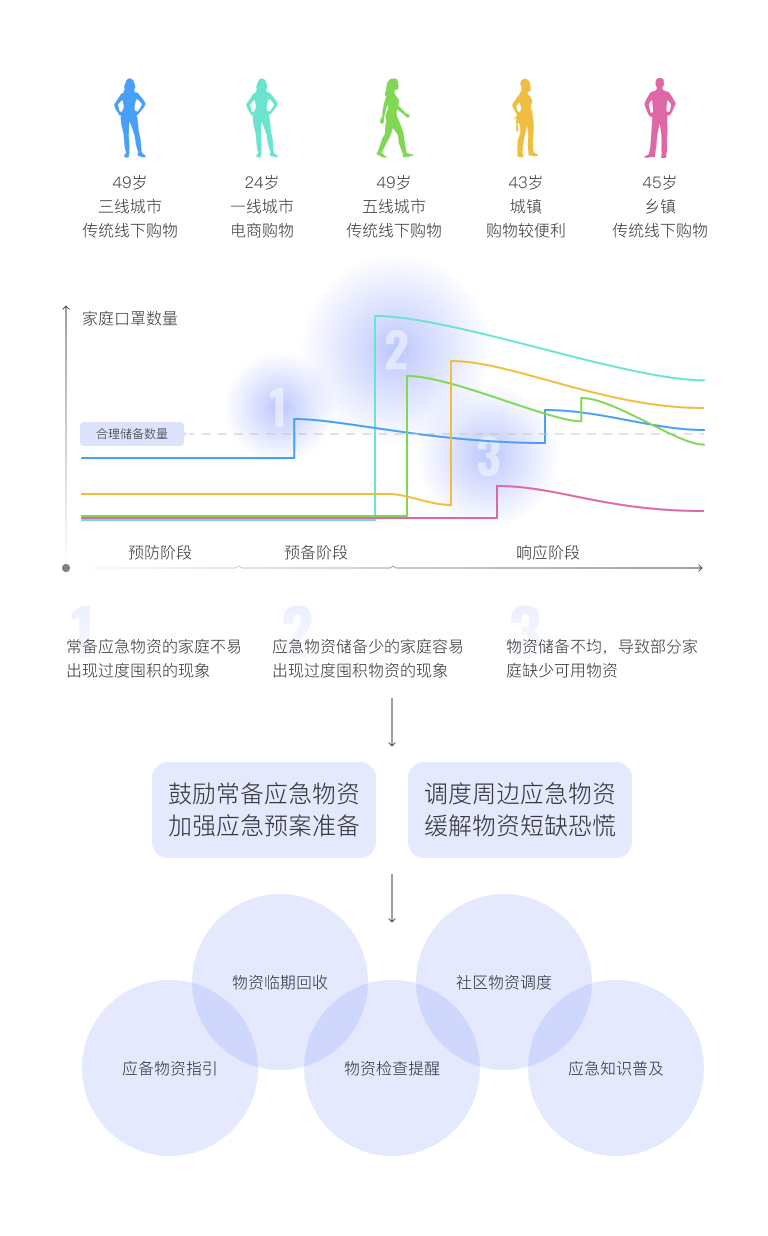 49岁
三线城市
传统线下购物
24岁
一线城市
电商购物
49岁
五线城市
传统线下购物
43岁
城镇
购物较便利
45岁
乡镇
传统线下购物
家庭口罩数量
2
1
合理储备数量
3
预防阶段
预备阶段
响应阶段
1
常备应急物资的家庭不易
出现过度囤积的现象
2
应急物资储备少的家庭容易
出现过度囤积物资的现象
3
物资储备不均，导致部分家
庭缺少可用物资
鼓励常备应急物资
加强应急预案准备
调度周边应急物资
缓解物资短缺恐慌
物资临期回收
社区物资调度
应备物资指引
物资检查提醒
应急知识普及